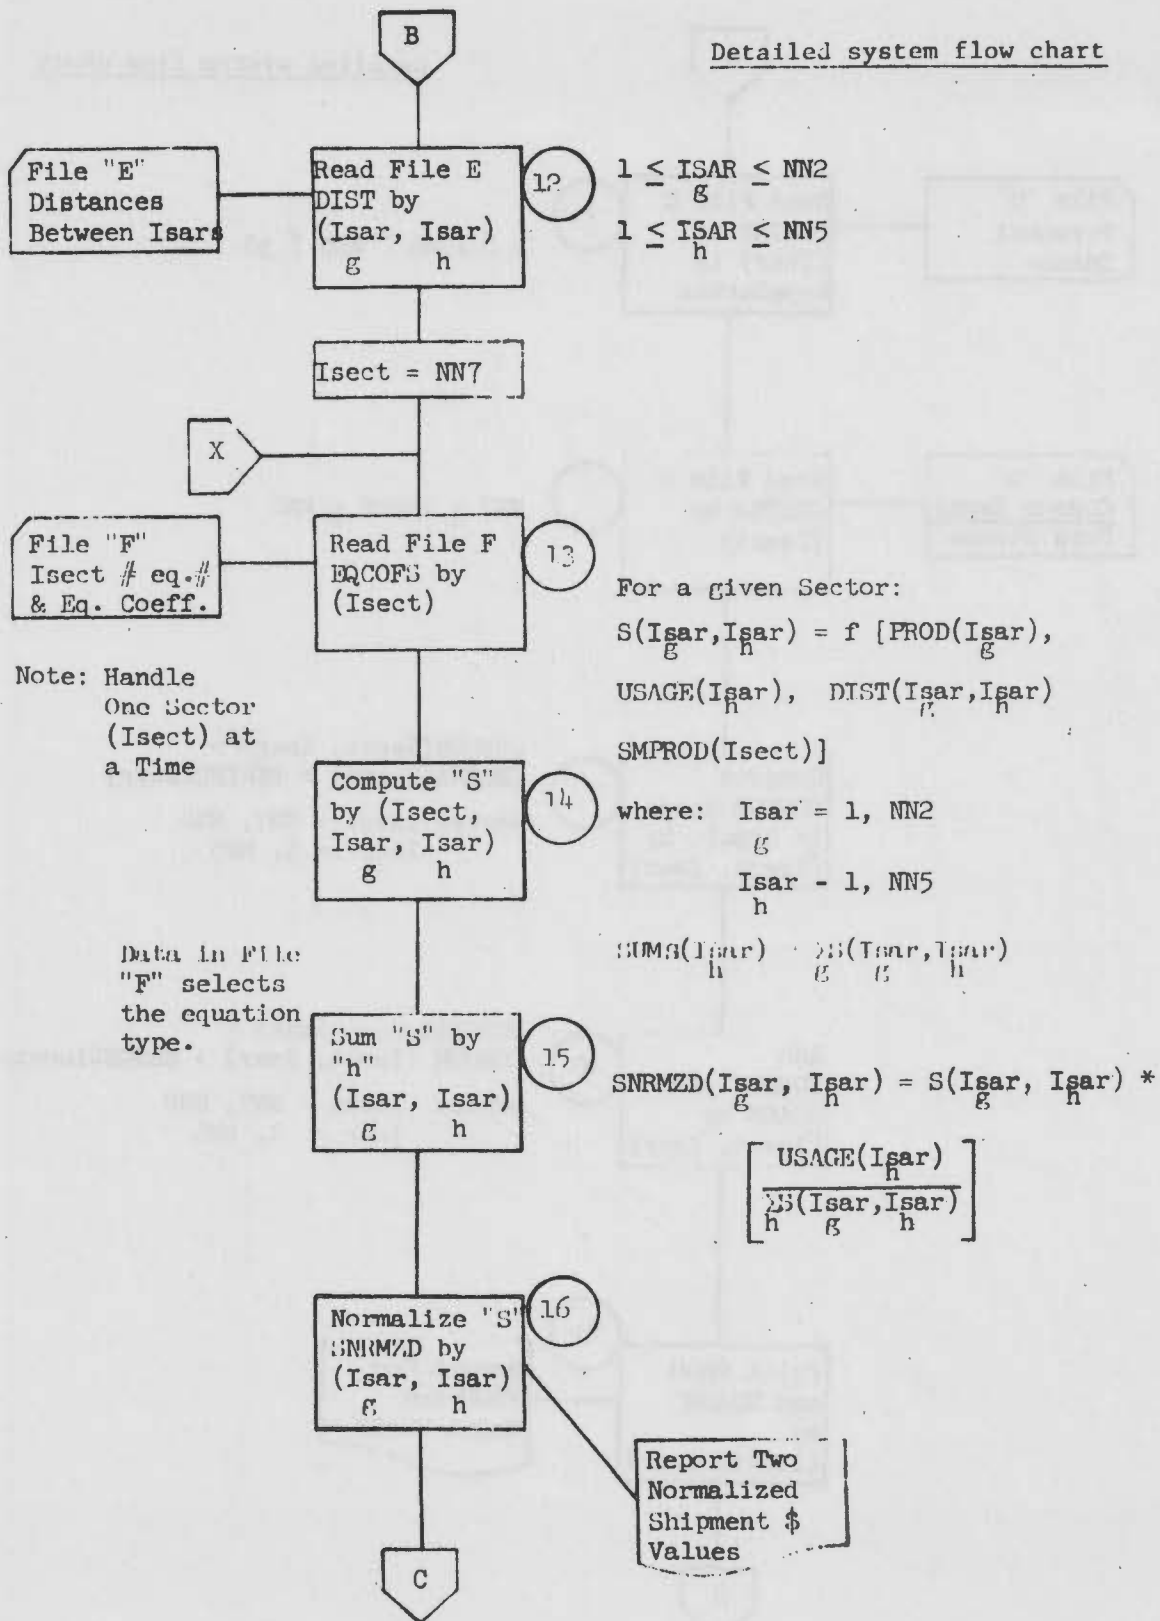 B
Detailed system flow chart
File "E"
Distances
Between Isars
Read File E
DIST by
(Isar, Isar)
g h
12
1 ≤ ISAR ≤ NN2
g
1 ≤ ISAR ≤ NN5
h
Isect = NN7
X
File "F"
Isect # eq.#
& Eq. Coeff.
Read File F
EQCOFS by
(Isect)
13
Note: Handle
One Sector
(Isect) at
a Time
For a given Sector:
S(Isar,Isar) = f [PROD(Isar),
g h g
USAGE(Isar), DIST(Isar,Isar)
h g h
SMPROD(Isect)]
Compute "S"
by (Isect,
Isar, Isar)
g h
14
where: Isar = 1, NN2
g
Isar - 1, NN5
h
SUMS(Isar) ΣS(Isar,Isar)
h g g h
Data in File
"F" selects
the equation
type.
Sum "S" by
"h"
(Isar, Isar)
g h
15
SNRMZD(Isar, Isar) = S(Isar, Isar) *
g h g h
USAGE(Isar)
h
ΣS(Isar,Isar)
h g h
Normalize "S"
SNRMZD by
(Isar, Isar)
g h
16
Report Two
Normalized
Shipment $
Values
C